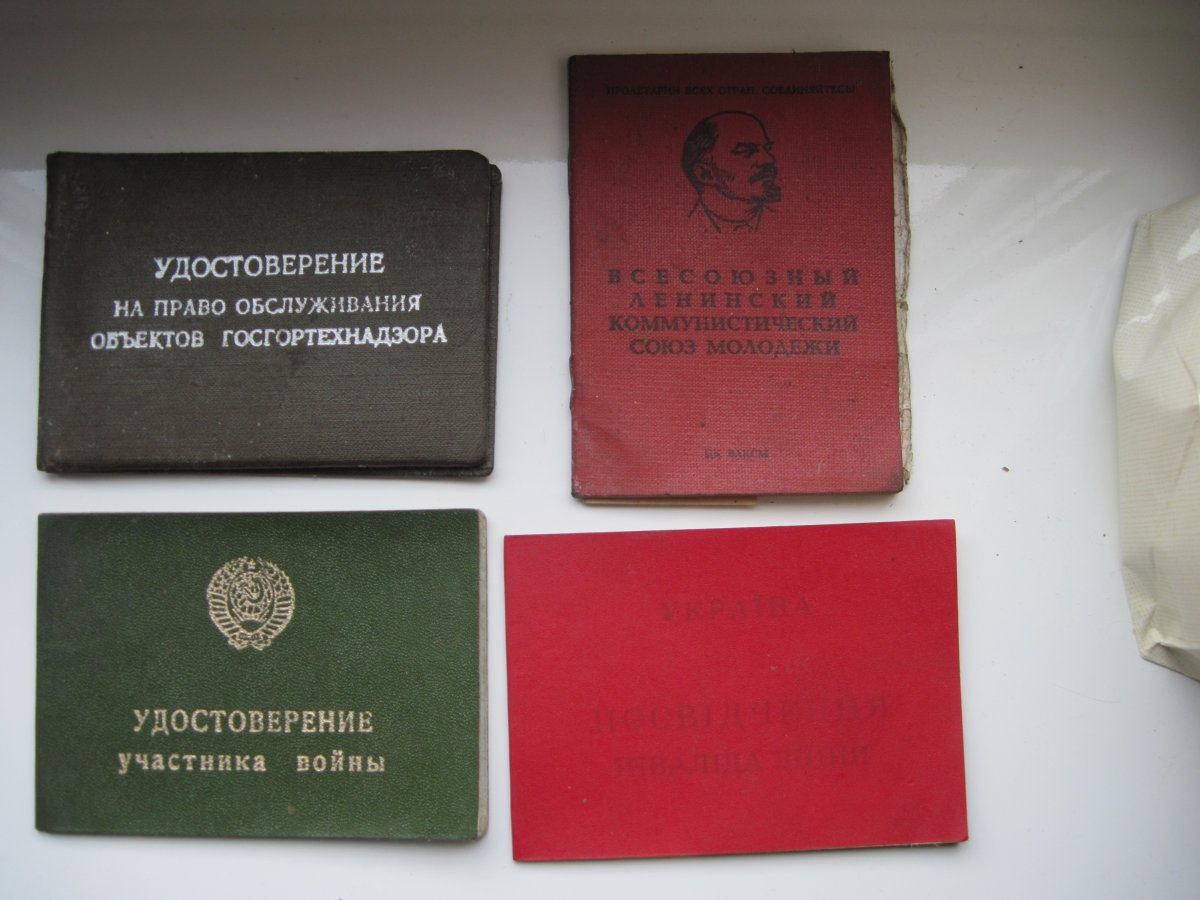 УДОСТОВЕРЕНИЕ
НА ПРАВО ОБСЛУЖИВАНИЯ
ОБЪЕКТОВ ГОСГОРТЕХНАДЗОРА
ПРОЛЕТАРИИ ВСЕХ СТРАН, СОЕДИНЯЙТЕСЬ!
ВСЕСОЮЗНЫЙ
ЛЕНИНСКИЙ
КОММУНИСТИЧЕСКИЙ
СОЮЗ МОЛОДЕЖИ
ЦК ВЛКСМ
УДОСТОВЕРЕНИЕ
участника войны
УКРАЇНА
ПОСВІДЧЕННЯ
ІНВАЛІДА ВІЙНИ